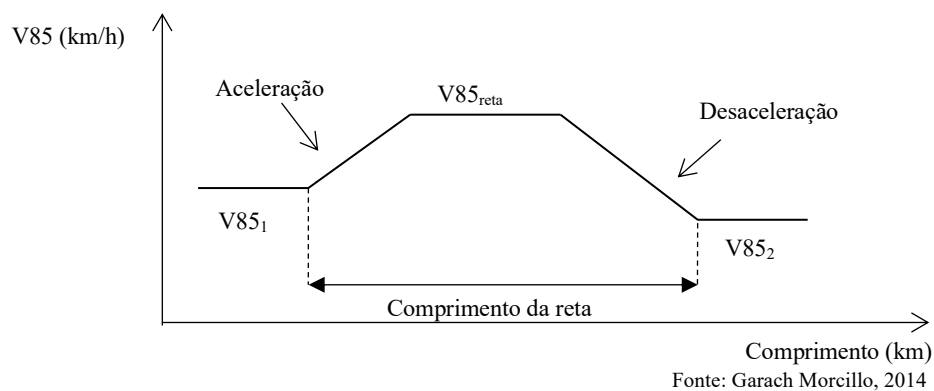 V85 (km/h)
Aceleração
V85reta
Desaceleração
V851
V852
Comprimento da reta
Comprimento (km)
Fonte: Garach Morcillo, 2014